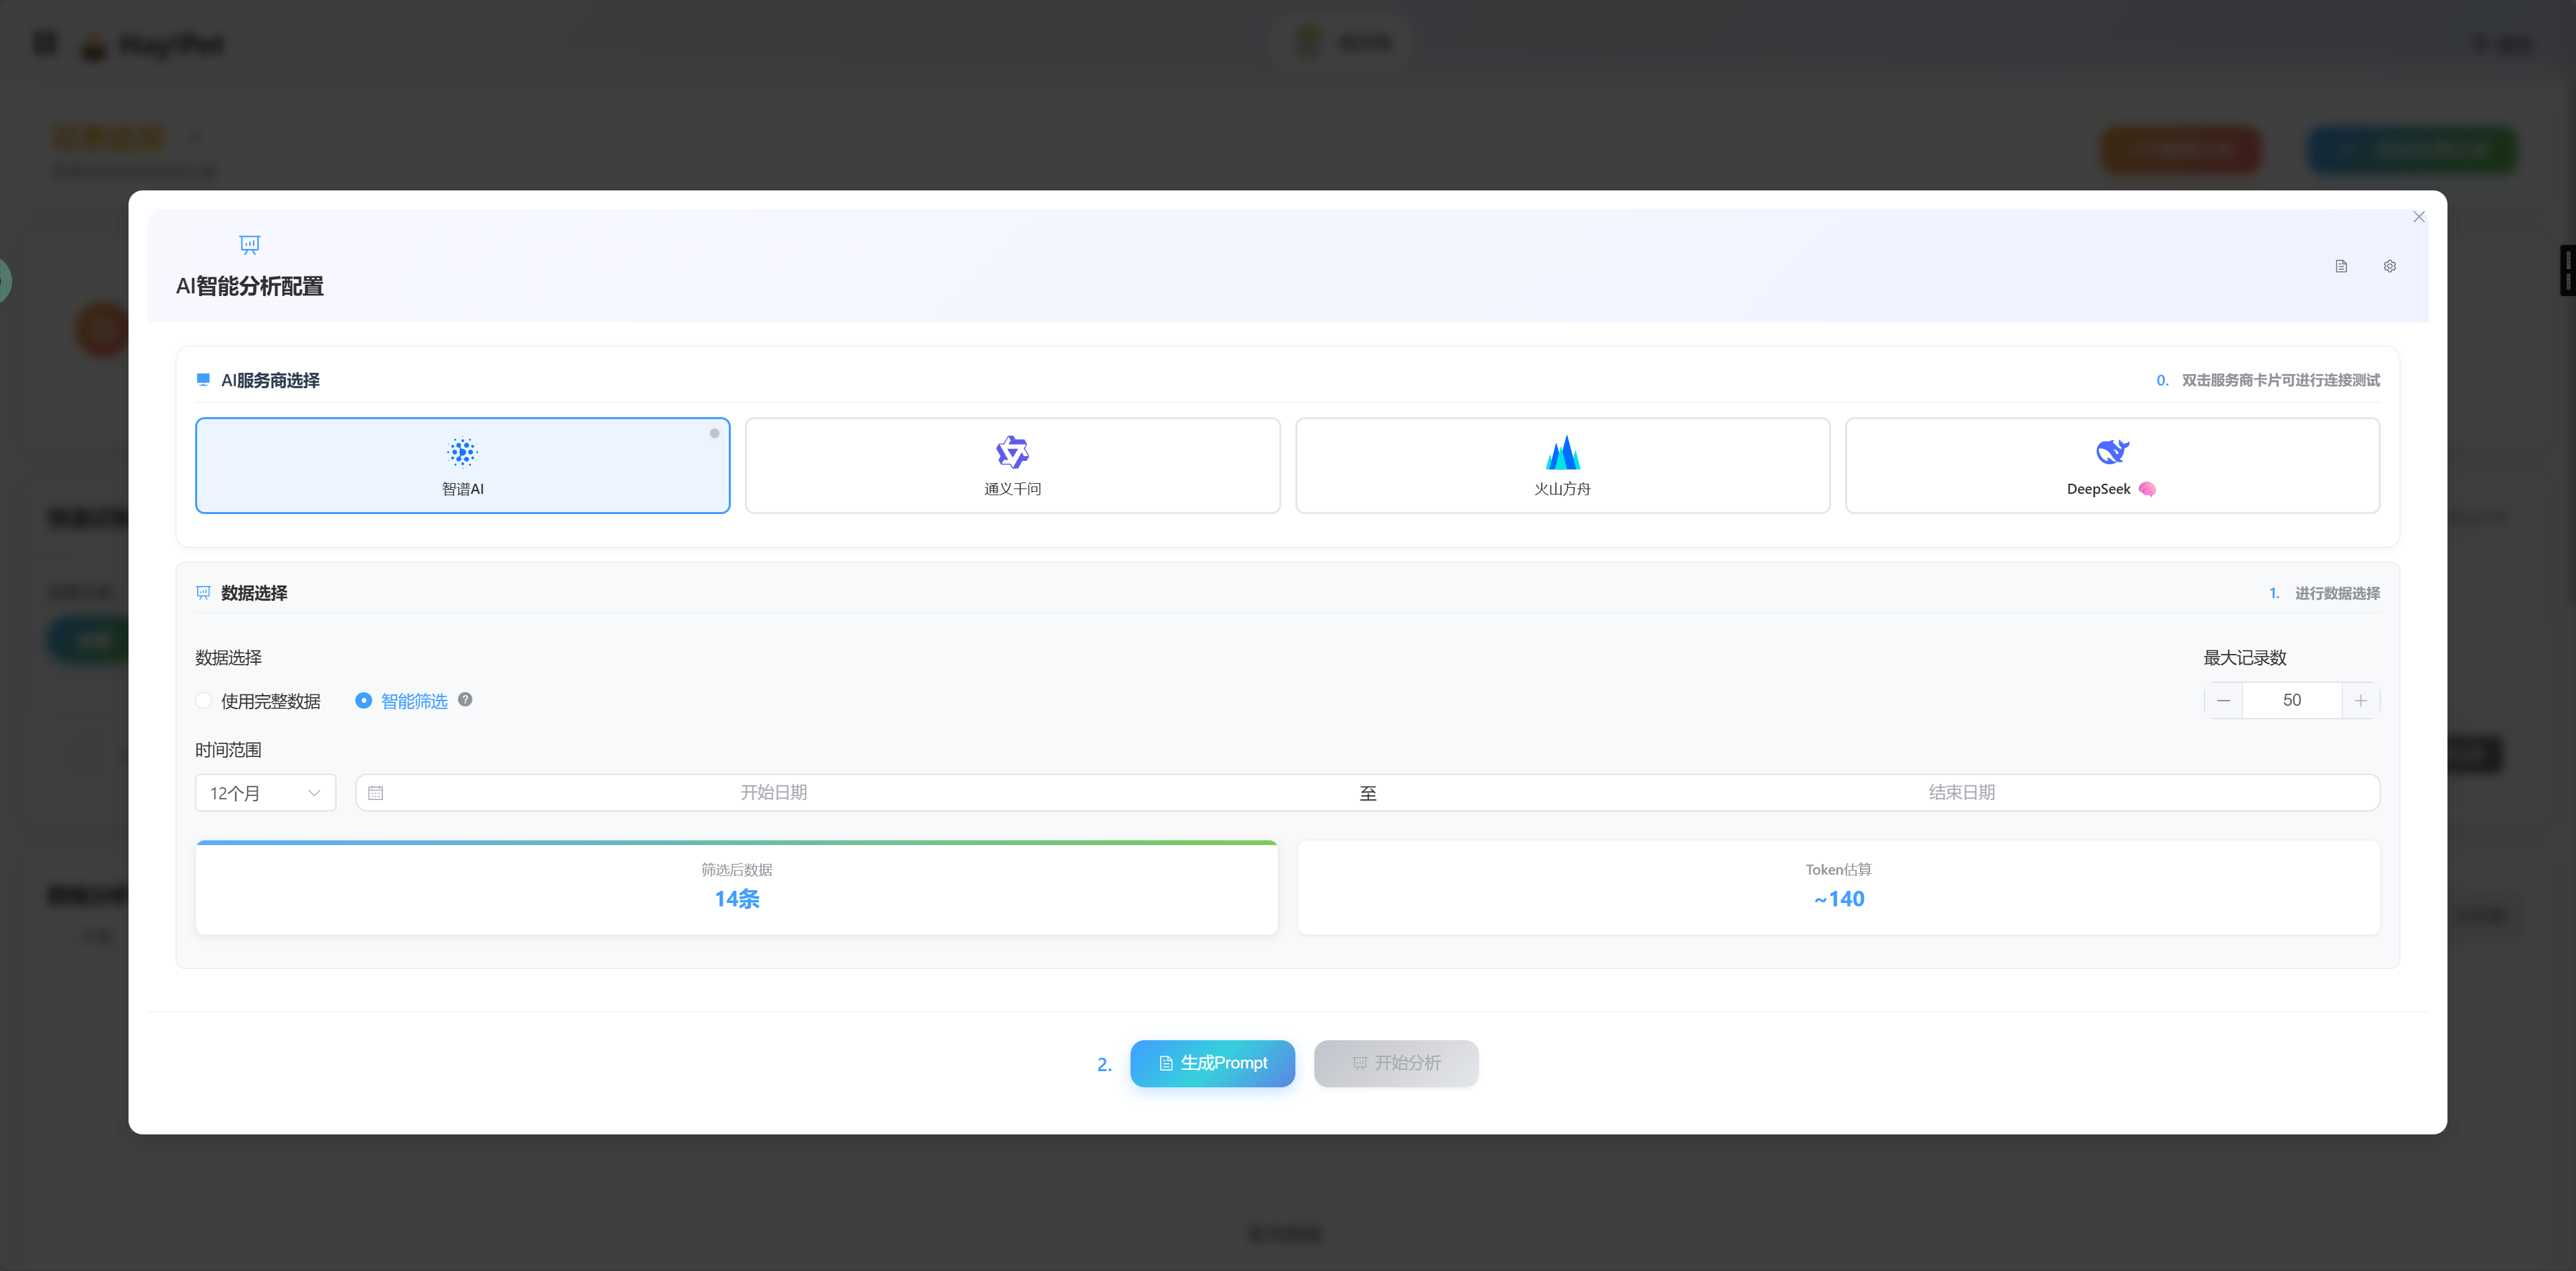 Hay!Pet
AI智能分析配置
AI服务商选择
0. 双击服务商卡片可进行连接测试
智谱AI
通义千问
火山方舟
DeepSeek
数据选择
1. 进行数据选择
数据选择
最大记录数
使用完整数据
智能筛选
50
时间范围
12个月
开始日期
至
结束日期
筛选后数据
14条
Token估算
~140
2.
生成Prompt
开始分析